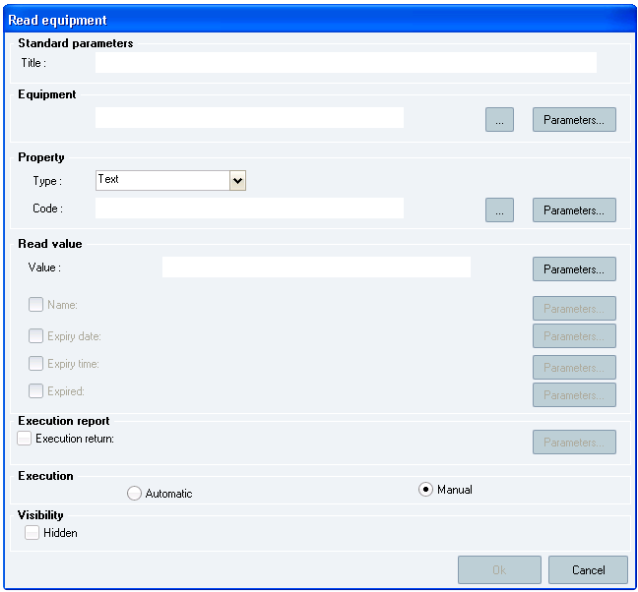 Read equipment
Standard parameters
Title :
Equipment
... Parameters...
Property
Type : Text
Code : ... Parameters...
Read value
Value : Parameters...
Name: Parameters...
Expiry date: Parameters...
Expiry time: Parameters...
Expired: Parameters...
Execution report
Execution return: Parameters...
Execution
Automatic Manual
Visibility
Hidden
Ok Cancel